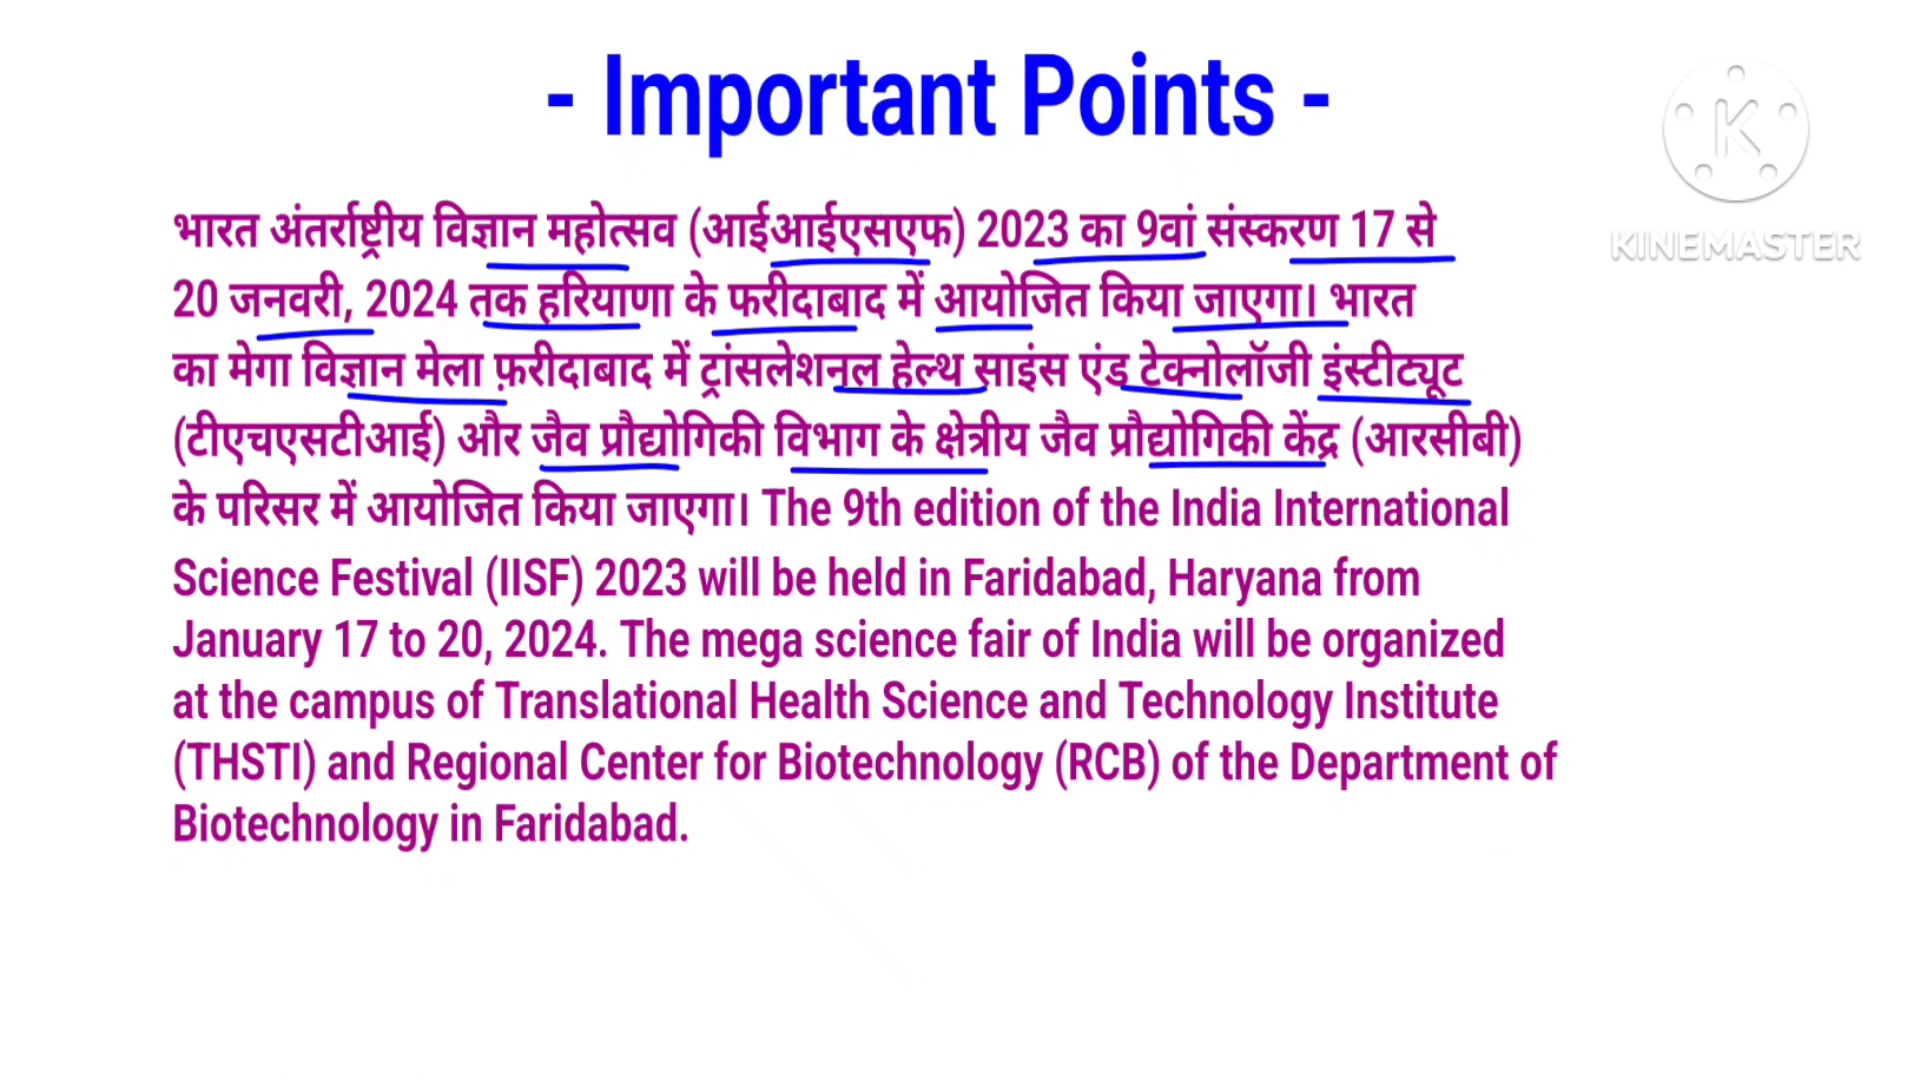 - Important Points -
भारत अंतर्राष्ट्रीय विज्ञान महोत्सव (आईआईएसएफ) 2023 का 9वां संस्करण 17 से
20 जनवरी, 2024 तक हरियाणा के फरीदाबाद में आयोजित किया जाएगा। भारत
का मेगा विज्ञान मेला फ़रीदाबाद में ट्रांसलेशनल हेल्थ साइंस एंड टेक्नोलॉजी इंस्टीट्यूट
(टीएचएसटीआई) और जैव प्रौद्योगिकी विभाग के क्षेत्रीय जैव प्रौद्योगिकी केंद्र (आरसीबी)
के परिसर में आयोजित किया जाएगा। The 9th edition of the India International
Science Festival (IISF) 2023 will be held in Faridabad, Haryana from
January 17 to 20, 2024. The mega science fair of India will be organized
at the campus of Translational Health Science and Technology Institute
(THSTI) and Regional Center for Biotechnology (RCB) of the Department of
Biotechnology in Faridabad.
K
KINEMASTER